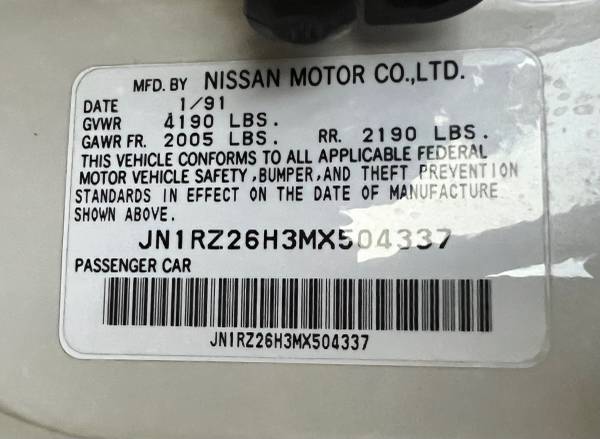 MFD. BY NISSAN MOTOR CO.,LTD.
DATE 1/91
GVWR 4190 LBS.
GAWR FR. 2005 LBS. RR. 2190 LBS.
THIS VEHICLE CONFORMS TO ALL APPLICABLE FEDERAL
MOTOR VEHICLE SAFETY ,BUMPER,AND THEFT PREVENTION
STANDARDS IN EFFECT ON THE DATE OF MANUFACTURE
SHOWN ABOVE.
JN1RZ26H3MX504337
PASSENGER CAR
JN1RZ26H3MX504337